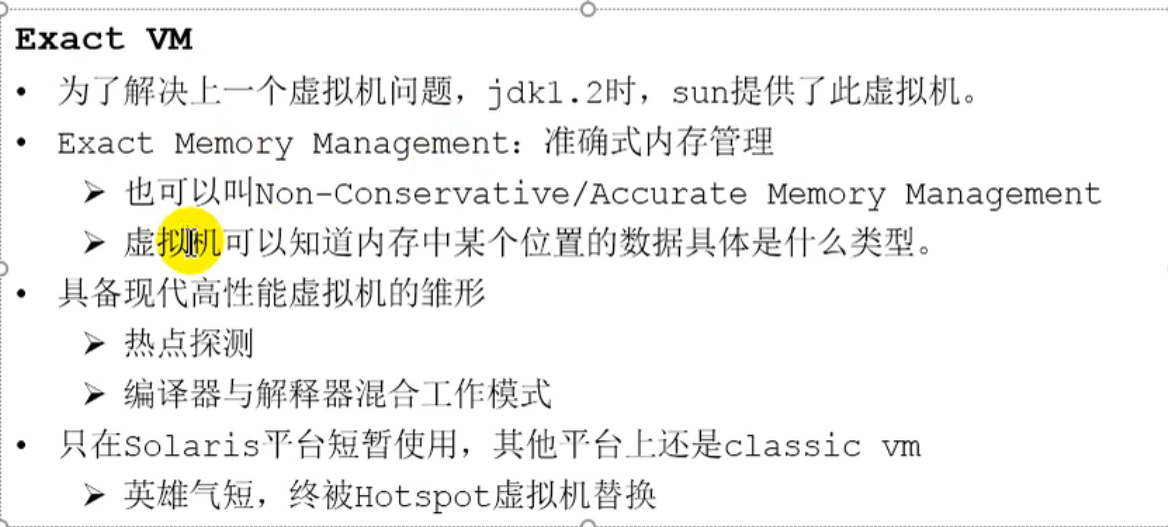 Exact VM
• 为了解决上一个虚拟机问题，jdk1.2时，sun提供了此虚拟机。
• Exact Memory Management：准确式内存管理
➢ 也可以叫Non-Conservative/Accurate Memory Management
➢ 虚拟机可以知道内存中某个位置的数据具体是什么类型。
• 具备现代高性能虚拟机的雏形
➢ 热点探测
➢ 编译器与解释器混合工作模式
• 只在Solaris平台短暂使用，其他平台上还是classic vm
➢ 英雄气短，终被Hotspot虚拟机替换